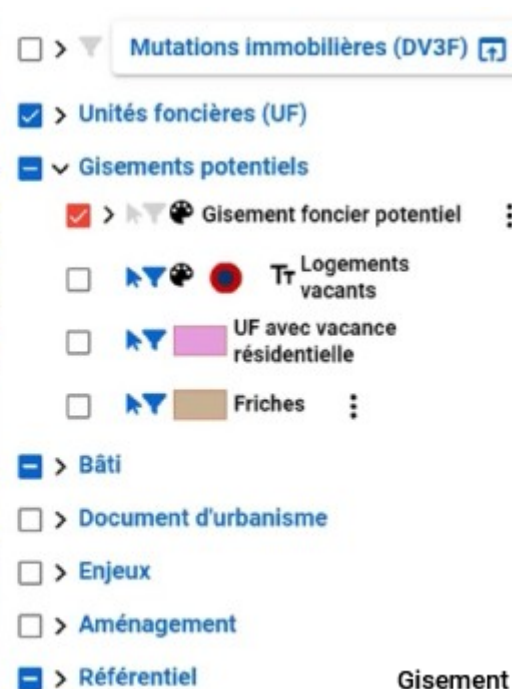 Mutations immobilières (DV3F)
Unités foncières (UF)
Gisements potentiels
Gisement foncier potentiel
Logements
vacants
UF avec vacance
résidentielle
Friches
Bâti
Document d'urbanisme
Enjeux
Aménagement
Référentiel
Gisement